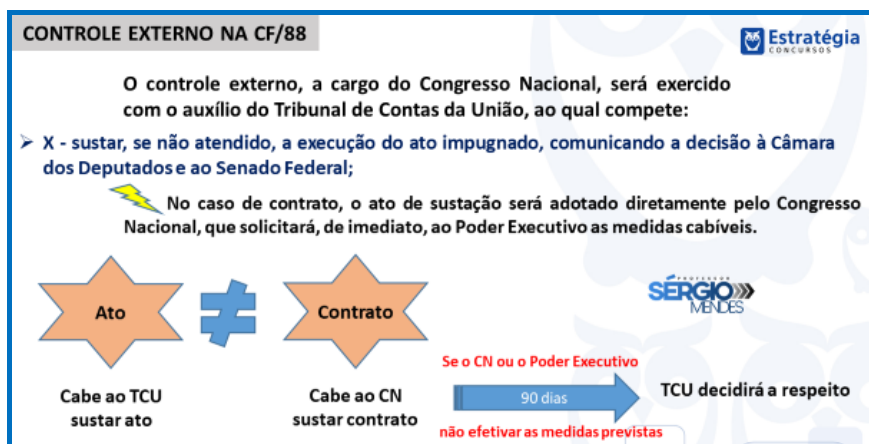 CONTROLE EXTERNO NA CF/88
Estratégia
CONCURSOS
O controle externo, a cargo do Congresso Nacional, será exercido
com o auxílio do Tribunal de Contas da União, ao qual compete:
➢ X - sustar, se não atendido, a execução do ato impugnado, comunicando a decisão à Câmara
dos Deputados e ao Senado Federal;
No caso de contrato, o ato de sustação será adotado diretamente pelo Congresso
Nacional, que solicitará, de imediato, ao Poder Executivo as medidas cabíveis.
PROFESSOR
SÉRGIO
MENDES
Ato
≠
Contrato
Cabe ao TCU
sustar ato
Cabe ao CN
sustar contrato
Se o CN ou o Poder Executivo
90 dias
não efetivar as medidas previstas
TCU decidirá a respeito